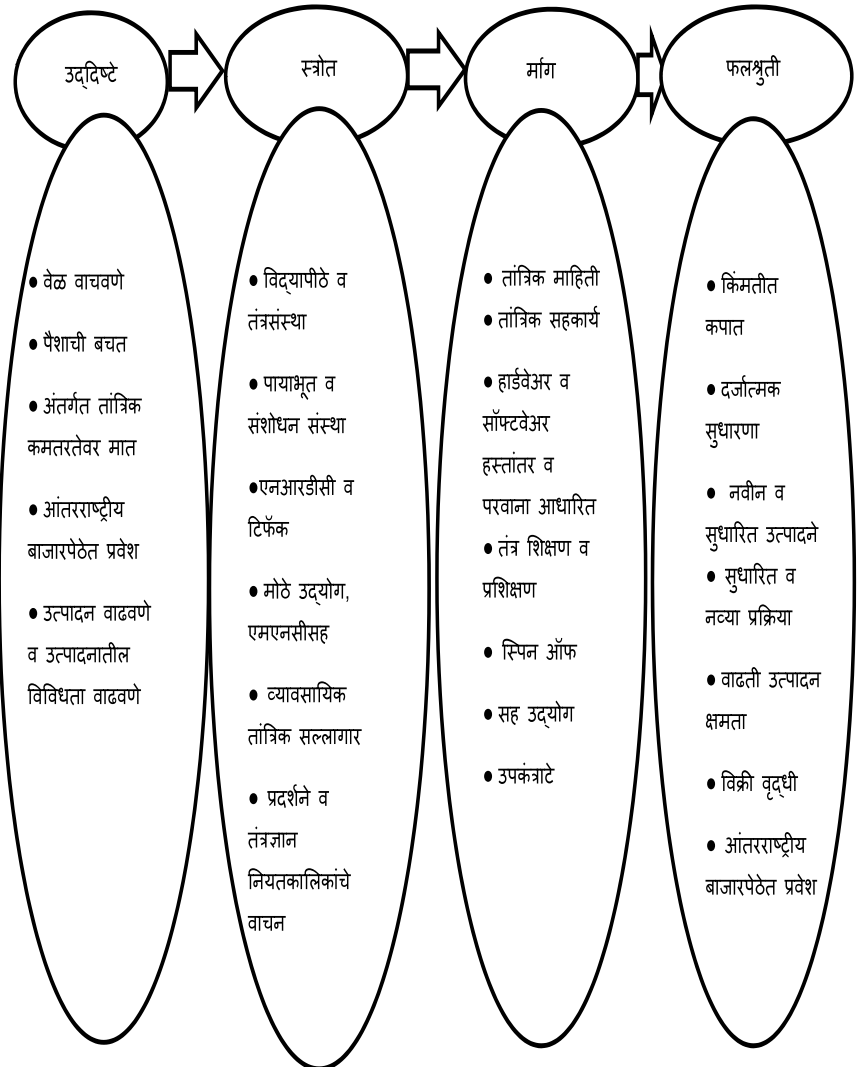 उद्दिष्टे
स्त्रोत
र्माग
फलश्रुती
● वेळ वाचवणे
● पैशाची बचत
● अंतर्गत तांत्रिक
कमतरतेवर मात
● आंतरराष्ट्रीय
बाजारपेठेत प्रवेश
● उत्पादन वाढवणे
व उत्पादनातील
विविधता वाढवणे
● विद्यापीठे व
तंत्रसंस्था
● पायाभूत व
संशोधन संस्था
●एनआरडीसी व
टिफॅक
● मोठे उद्योग,
एमएनसीसह
● व्यावसायिक
तांत्रिक सल्लागार
● प्रदर्शने व
तंत्रज्ञान
नियतकालिकांचे
वाचन
● तांत्रिक माहिती
● तांत्रिक सहकार्य
● हार्डवेअर व
सॉफ्टवेअर
हस्तांतर व
परवाना आधारित
● तंत्र शिक्षण व
प्रशिक्षण
● स्पिन ऑफ
● सह उद्योग
● उपकंत्राटे
● किंमतीत
कपात
● दर्जात्मक
सुधारणा
● नवीन व
सुधारित उत्पादने
● सुधारित व
नव्या प्रक्रिया
● वाढती उत्पादन
क्षमता
● विक्री वृद्धी
● आंतरराष्ट्रीय
बाजारपेठेत प्रवेश